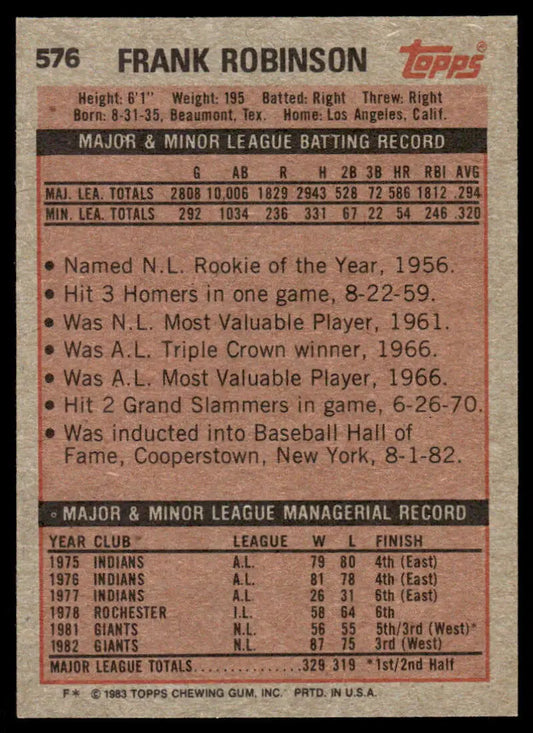 576 FRANK ROBINSON Topps®
Height: 6'1" Weight: 195 Batted: Right Threw: Right
Born: 8-31-35, Beaumont, Tex. Home: Los Angeles, Calif.
MAJOR & MINOR LEAGUE BATTING RECORD
G AB R H 2B 3B HR RBI AVG
MAJ. LEA. TOTALS 2808 10,006 1829 2943 528 72 586 1812 .294
MIN. LEA. TOTALS 292 1034 236 331 67 22 54 246 .320
• Named N.L. Rookie of the Year, 1956.
• Hit 3 Homers in one game, 8-22-59.
• Was N.L. Most Valuable Player, 1961.
• Was A.L. Triple Crown winner, 1966.
• Was A.L. Most Valuable Player, 1966.
• Hit 2 Grand Slammers in game, 6-26-70.
• Was inducted into Baseball Hall of
Fame, Cooperstown, New York, 8-1-82.
MAJOR & MINOR LEAGUE MANAGERIAL RECORD
YEAR CLUB LEAGUE W L FINISH
1975 INDIANS A.L. 79 80 4th (East)
1976 INDIANS A.L. 81 78 4th (East)
1977 INDIANS A.L. 26 31 6th (East)
1978 ROCHESTER I.L. 58 64 6th
1981 GIANTS N.L. 56 55 5th/3rd (West)*
1982 GIANTS N.L. 87 75 3rd (West)
MAJOR LEAGUE TOTALS...............329 319 *1st/2nd Half
F* © 1983 TOPPS CHEWING GUM, INC. PRTD. IN U.S.A.